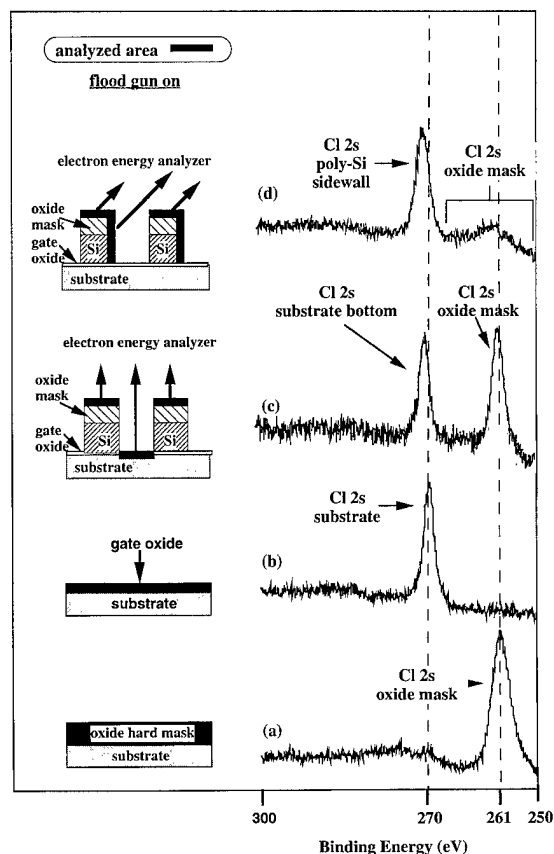 analyzed area
flood gun on
electron energy analyzer
oxide
mask
gate
oxide
Si
Si
substrate
(d)
Cl 2s
poly-Si
sidewall
Cl 2s
oxide mask
electron energy analyzer
oxide
mask
gate
oxide
Si
Si
substrate
(c)
Cl 2s
substrate bottom
Cl 2s
oxide mask
gate oxide
substrate
(b)
Cl 2s
substrate
oxide hard mask
substrate
(a)
Cl 2s
oxide mask
300
270
261
250
Binding Energy (eV)